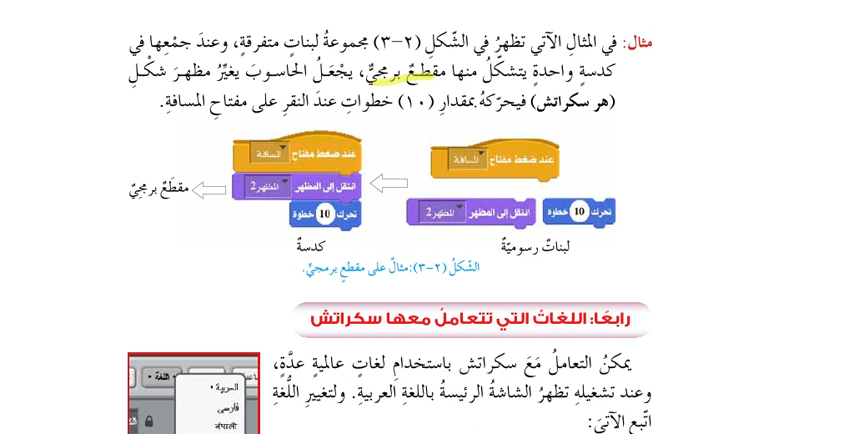 مثال: في المثالِ الآتي تظهرُ في الشّكلِ (٢-٣) مجموعةُ لبناتٍ متفرقةٍ، وعندَ جمْعِها في
كدسةٍ واحدةٍ يتشكّلُ منها مقطعٌ برمجيٌّ، يجْعَلُ الحاسوبَ يغيِّرُ مظهرَ شكْلِ
(هر سكراتش) فيحرّكهُ بمقدارِ (١٠) خطواتٍ عندَ النقرِ على مفتاحِ المسافةِ.
عند ضغط مفتاح المسافة
عند ضغط مفتاح المسافة
تحرك 10 خطوة
انتقل إلى المظهر المظهر2
انتقل إلى المظهر المظهر2
تحرك 10 خطوة
مقطَعٌ برمجيٌ
لبناتٌ رسوميّةٌ
كدسةٌ
الشّكلُ (٢-٣):مثالٌ على مقطعٍ برمجيٍّ.
رابعًا: اللغاتُ التي تتعاملُ معها سكراتش
يمكنُ التعاملُ مَعَ سكراتش باستخدامِ لغاتٍ عالميةٍ عدَّةٍ،
وعند تشغيلهِ تظهرُ الشاشةُ الرئيسةُ باللغةِ العربيةِ. ولتغييرِ اللُّغةِ
اتّبع الآتيَ:
اللغة
العربية
فارسی
नेपाली